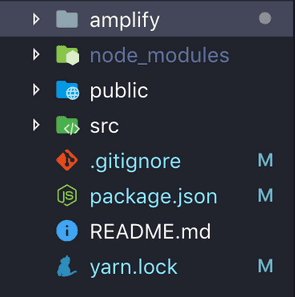 amplify
node_modules
public
src
.gitignore M
package.json M
README.md
yarn.lock M